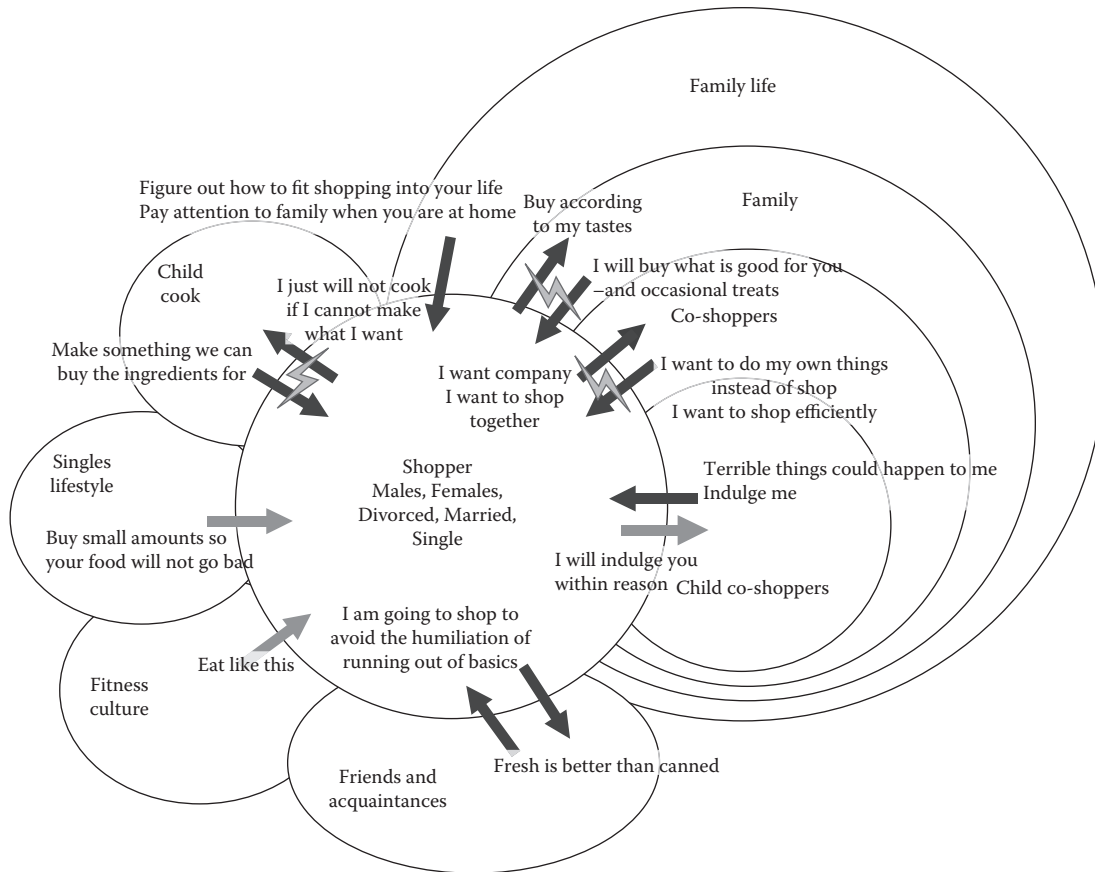 Family life
Figure out how to fit shopping into your life
Pay attention to family when you are at home
Buy according
to my tastes
Family
Child
cook
I just will not cook
if I cannot make
what I want
I will buy what is good for you
–and occasional treats
Co-shoppers
Make something we can
buy the ingredients for
I want company
I want to shop
together
I want to do my own things
instead of shop
I want to shop efficiently
Singles
lifestyle
Buy small amounts so
your food will not go bad
Shopper
Males, Females,
Divorced, Married,
Single
Terrible things could happen to me
Indulge me
I will indulge you
within reason
Child co-shoppers
I am going to shop to
avoid the humiliation of
running out of basics
Eat like this
Fitness
culture
Fresh is better than canned
Friends and
acquaintances